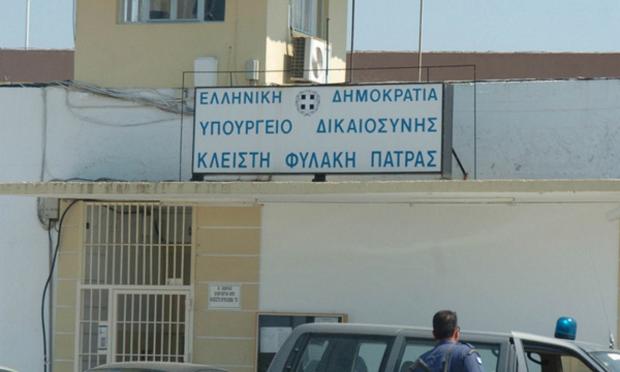 ΕΛΛΗΝΙΚΗ ΔΗΜΟΚΡΑΤΙΑ
ΥΠΟΥΡΓΕΙΟ ΔΙΚΑΙΟΣΥΝΗΣ
ΚΛΕΙΣΤΗ ΦΥΛΑΚΗ ΠΑΤΡΑΣ